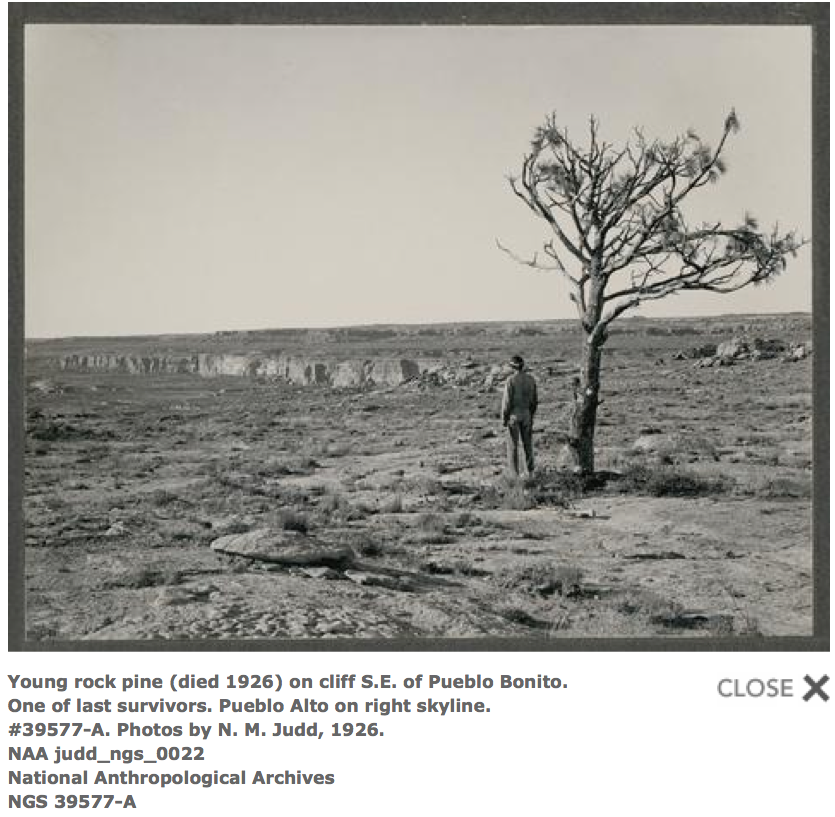 Young rock pine (died 1926) on cliff S.E. of Pueblo Bonito.
One of last survivors. Pueblo Alto on right skyline.
#39577-A. Photos by N. M. Judd, 1926.
NAA judd_ngs_0022
National Anthropological Archives
NGS 39577-A
CLOSE X